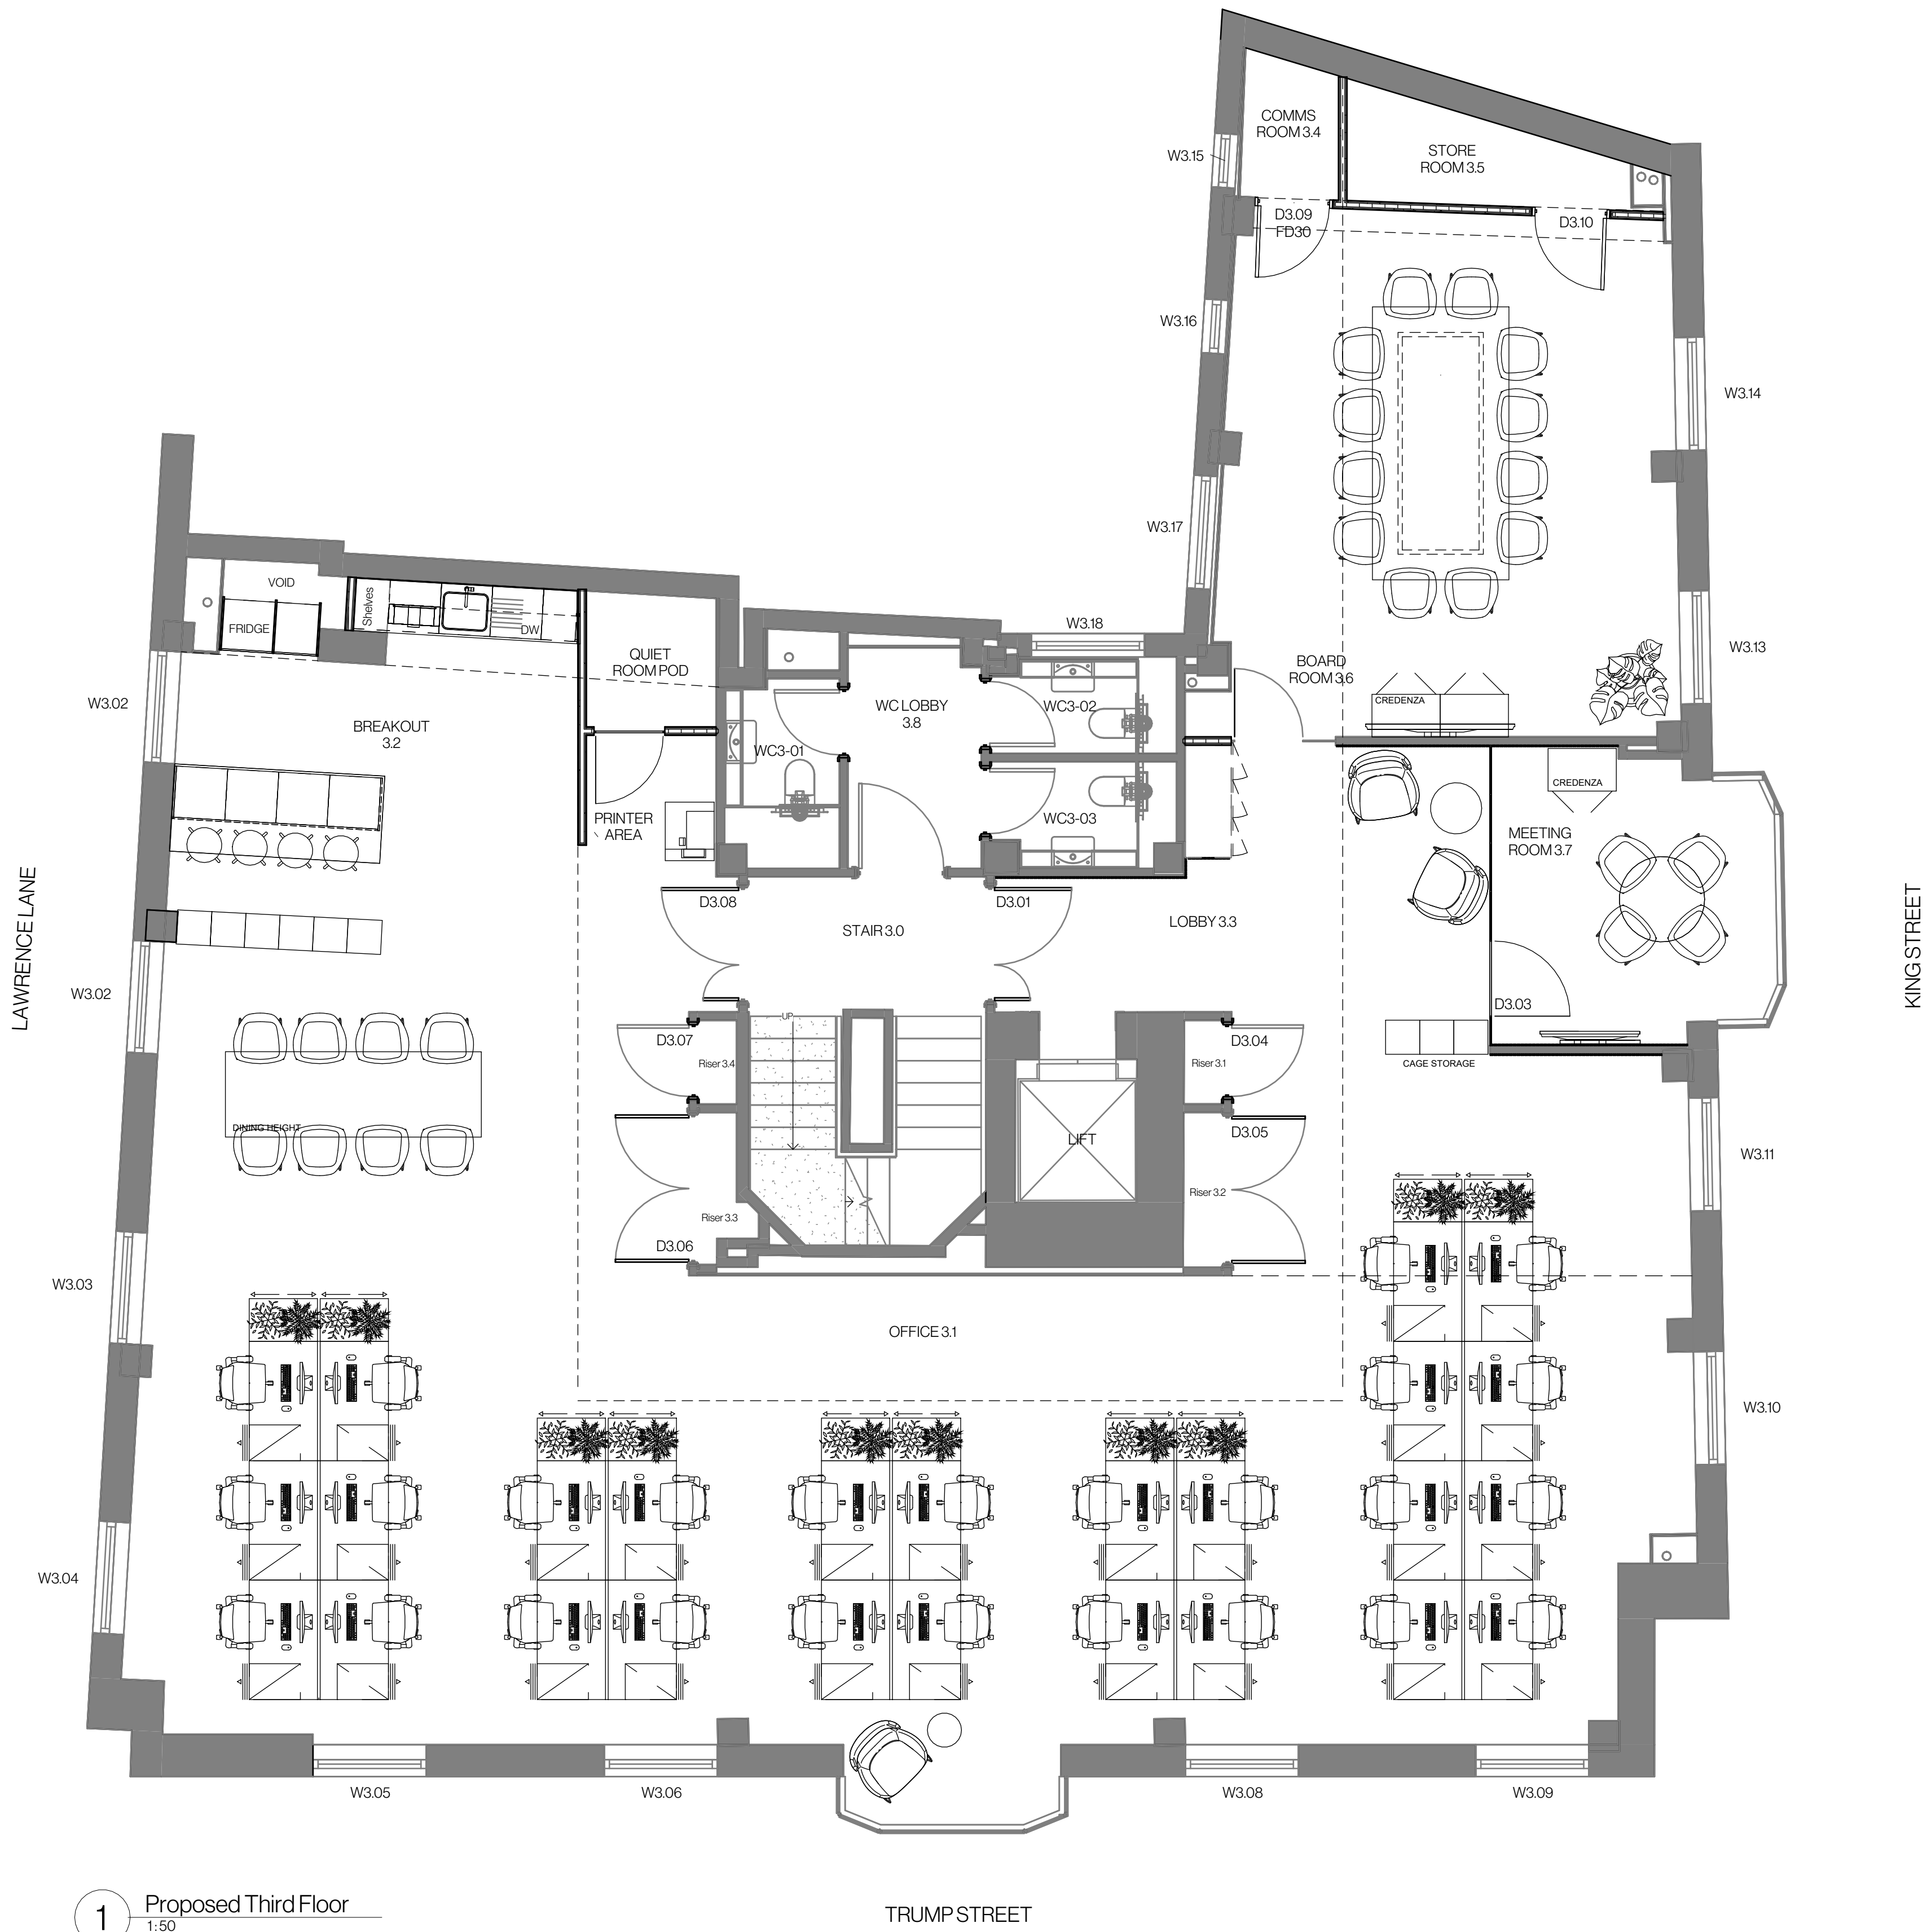 COMMS
ROOM 3.4
W3.15
STORE
ROOM 3.5
D3.09
FD30
D3.10
W3.16
W3.14
W3.17
VOID
Shelves
FRIDGE
DW
W3.18
W3.13
QUIET
ROOM POD
BOARD
ROOM 3.6
CREDENZA
W3.02
BREAKOUT
3.2
WC LOBBY
3.8
WC3-02
WC3-01
CREDENZA
PRINTER
AREA
WC3-03
MEETING
ROOM 3.7
LAWRENCE LANE
KING STREET
D3.08
D3.01
STAIR 3.0
LOBBY 3.3
W3.02
D3.03
UP
D3.07
D3.04
Riser 3.4
Riser 3.1
CAGE STORAGE
DINING HEIGHT
D3.05
LIFT
W3.11
Riser 3.2
Riser 3.3
D3.06
W3.03
OFFICE 3.1
W3.10
W3.04
W3.05
W3.06
W3.08
W3.09
1
Proposed Third Floor
1:50
TRUMP STREET